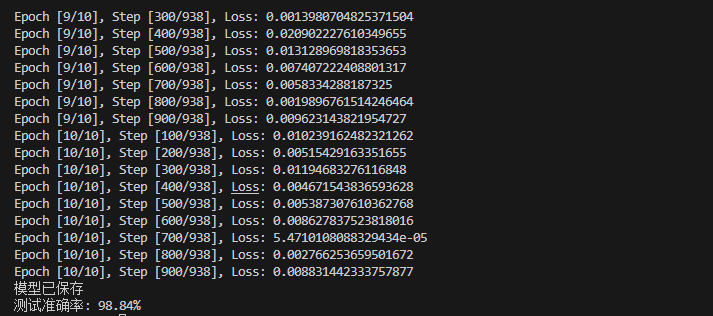 Epoch [9/10], Step [300/938], Loss: 0.0013980704825371504
Epoch [9/10], Step [400/938], Loss: 0.020902227610349655
Epoch [9/10], Step [500/938], Loss: 0.013128969818353653
Epoch [9/10], Step [600/938], Loss: 0.007407222408801317
Epoch [9/10], Step [700/938], Loss: 0.0058334288187325
Epoch [9/10], Step [800/938], Loss: 0.0019896761514246464
Epoch [9/10], Step [900/938], Loss: 0.009623143821954727
Epoch [10/10], Step [100/938], Loss: 0.010239162482321262
Epoch [10/10], Step [200/938], Loss: 0.00515429163351655
Epoch [10/10], Step [300/938], Loss: 0.01194683276116848
Epoch [10/10], Step [400/938], Loss: 0.004671543836593628
Epoch [10/10], Step [500/938], Loss: 0.005387307610362768
Epoch [10/10], Step [600/938], Loss: 0.008627837523818016
Epoch [10/10], Step [700/938], Loss: 5.4710108088329434e-05
Epoch [10/10], Step [800/938], Loss: 0.002766253659501672
Epoch [10/10], Step [900/938], Loss: 0.008831442333757877
模型已保存
测试准确率: 98.84%